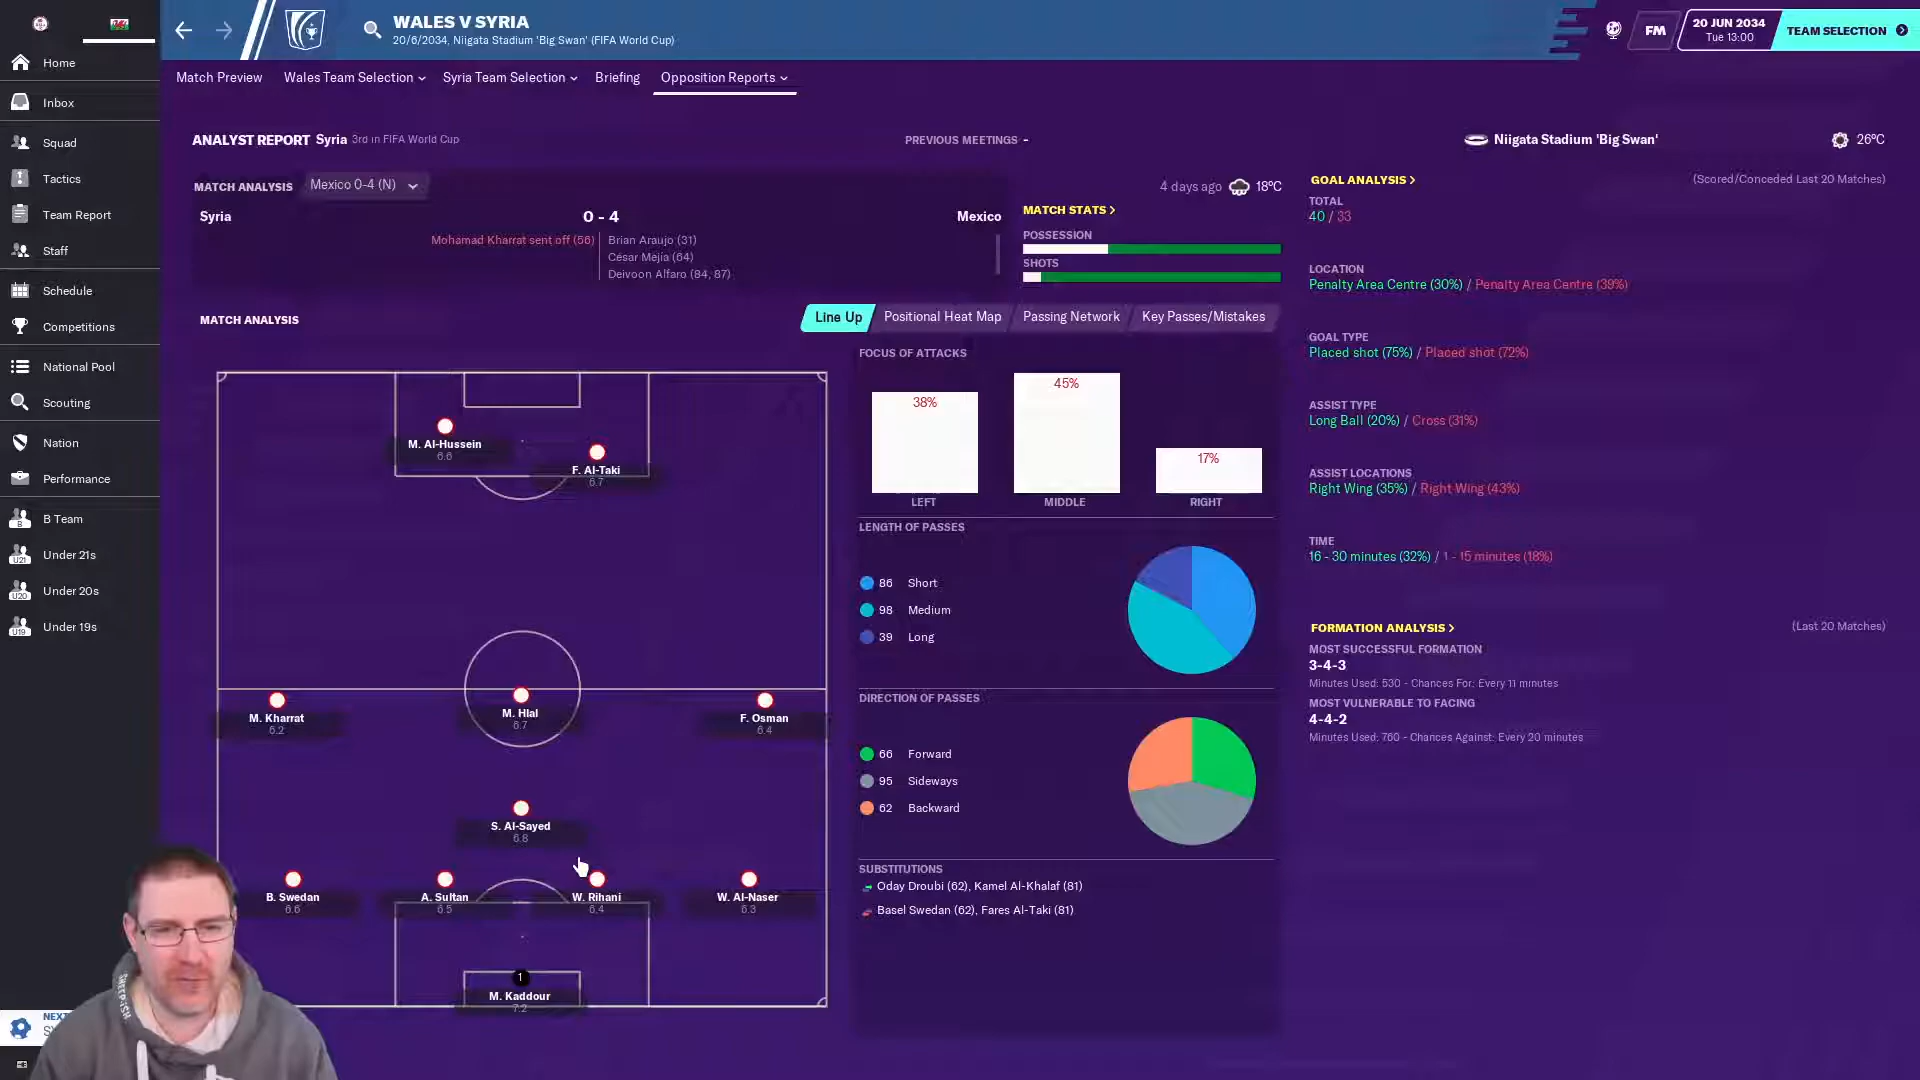 WALES V SYRIA
20/6/2034, Niigata Stadium 'Big Swan' (FIFA World Cup)
FM
20 JUN 2034
Tue 13:00
TEAM SELECTION
Home
Inbox
Squad
Tactics
Team Report
Staff
Schedule
Competitions
National Pool
Scouting
Nation
Performance
B Team
Under 21s
Under 20s
Under 19s
B
U21
U20
U19
Match Preview
Wales Team Selection
Syria Team Selection
Briefing
Opposition Reports
ANALYST REPORT Syria 3rd in FIFA World Cup
PREVIOUS MEETINGS -
Niigata Stadium 'Big Swan'
26ºC
MATCH ANALYSIS Mexico 0-4 (N)
4 days ago 18ºC
Syria 0 - 4 Mexico
Mohamad Kharrat sent off (56)
Brian Araujo (31)
César Mejía (64)
Deivoon Alfaro (84, 87)
MATCH STATS >
POSSESSION
SHOTS
MATCH ANALYSIS
Line Up
Positional Heat Map
Passing Network
Key Passes/Mistakes
M. Al-Hussein
6.6
F. Al-Taki
6.7
M. Kharrat
6.2
M. Hlal
6.7
F. Osman
6.4
S. Al-Sayed
6.8
B. Swedan
6.6
A. Sultan
6.5
W. Rihani
6.4
W. Al-Naser
6.3
1
M. Kaddour
7.2
FOCUS OF ATTACKS
38%
45%
17%
LEFT
MIDDLE
RIGHT
LENGTH OF PASSES
86 Short
98 Medium
39 Long
DIRECTION OF PASSES
66 Forward
95 Sideways
62 Backward
SUBSTITUTIONS
Oday Droubi (62), Kamel Al-Khalaf (81)
Basel Swedan (62), Fares Al-Taki (81)
GOAL ANALYSIS >
(Scored/Conceded Last 20 Matches)
TOTAL
40 / 33
LOCATION
Penalty Area Centre (30%) / Penalty Area Centre (39%)
GOAL TYPE
Placed shot (75%) / Placed shot (72%)
ASSIST TYPE
Long Ball (20%) / Cross (31%)
ASSIST LOCATIONS
Right Wing (35%) / Right Wing (43%)
TIME
16 - 30 minutes (32%) / 1 - 15 minutes (18%)
FORMATION ANALYSIS >
(Last 20 Matches)
MOST SUCCESSFUL FORMATION
3-4-3
Minutes Used: 530 - Chances For: Every 11 minutes
MOST VULNERABLE TO FACING
4-4-2
Minutes Used: 760 - Chances Against: Every 20 minutes